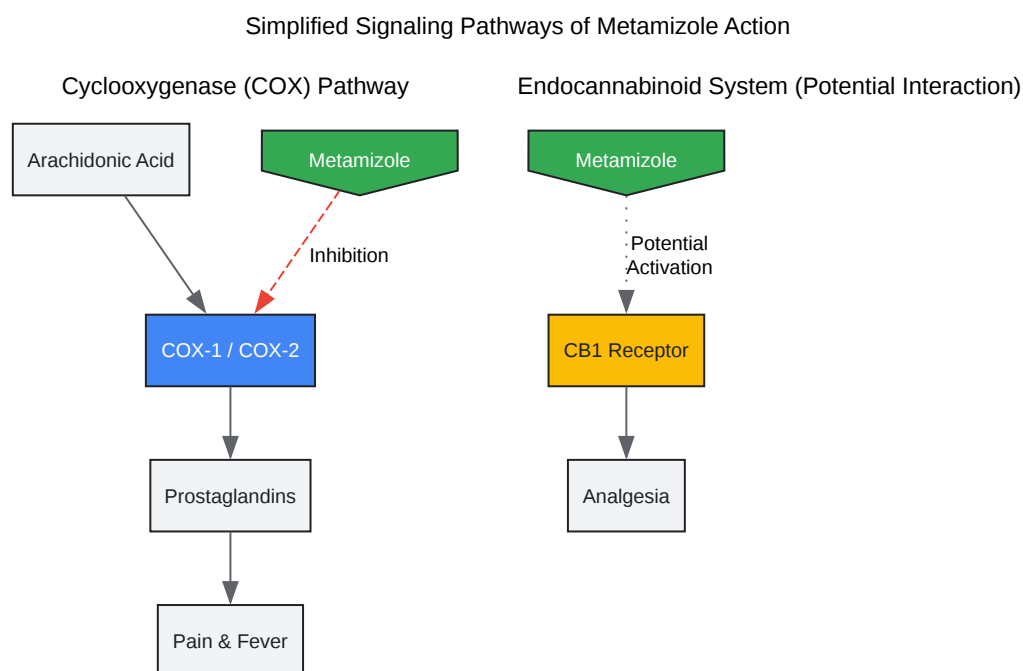 Simplified Signaling Pathways of Metamizole Action
Cyclooxygenase (COX) Pathway
Endocannabinoid System (Potential Interaction)
Arachidonic Acid
Metamizole
Metamizole
Inhibition
Potential
Activation
COX-1 / COX-2
CB1 Receptor
Prostaglandins
Analgesia
Pain & Fever